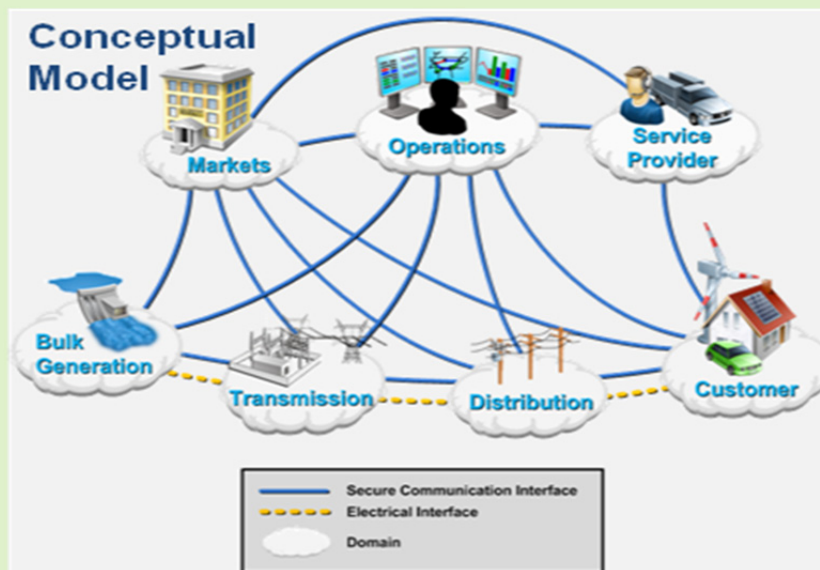 Conceptual
Model
Markets
Operations
Service
Provider
Bulk
Generation
Transmission
Distribution
Customer
Secure Communication Interface
Electrical Interface
Domain